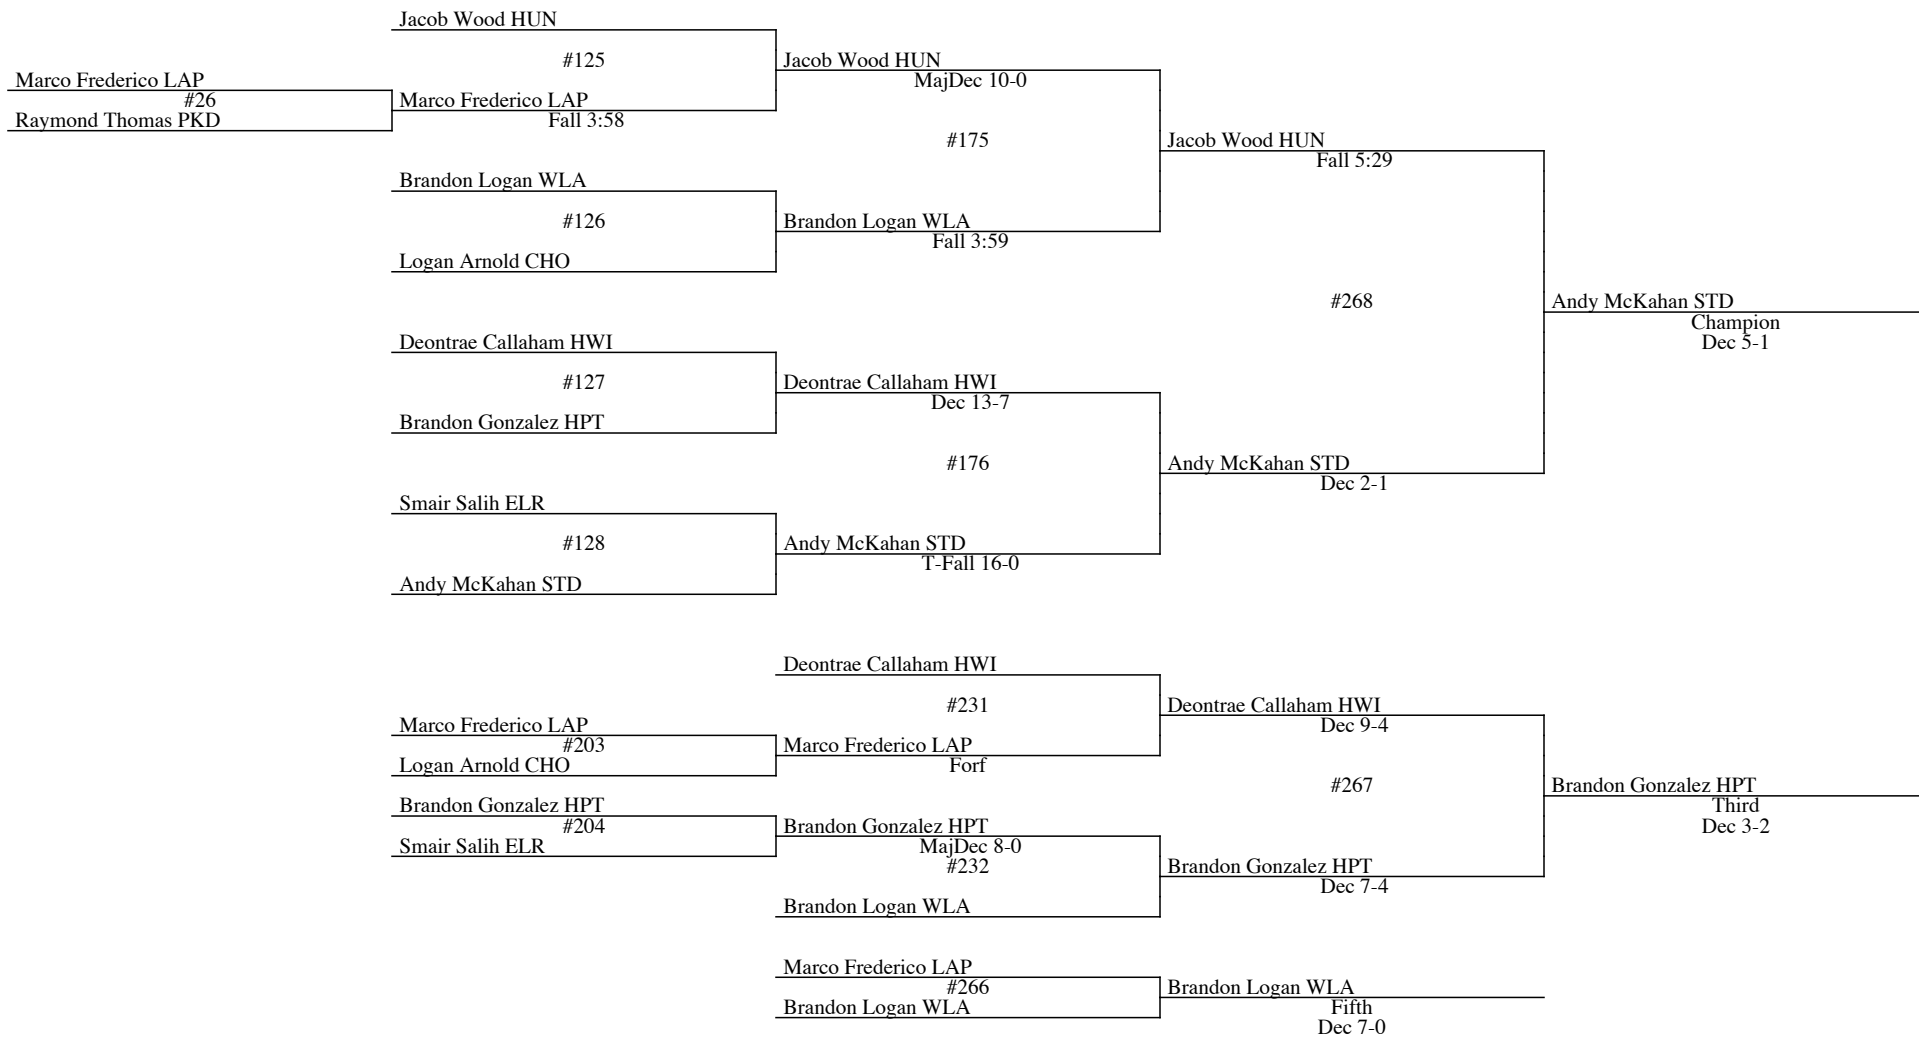 Jacob Wood HUN
#125
Jacob Wood HUN
MajDec 10-0
Marco Frederico LAP
#26
Raymond Thomas PKD
Marco Frederico LAP
Fall 3:58
#175
Jacob Wood HUN
Fall 5:29
Brandon Logan WLA
#126
Brandon Logan WLA
Fall 3:59
Logan Arnold CHO
#268
Andy McKahan STD
Champion
Dec 5-1
Deontrae Callaham HWI
#127
Deontrae Callaham HWI
Dec 13-7
Brandon Gonzalez HPT
#176
Andy McKahan STD
Dec 2-1
Smair Salih ELR
#128
Andy McKahan STD
T-Fall 16-0
Andy McKahan STD
Deontrae Callaham HWI
#231
Deontrae Callaham HWI
Dec 9-4
Marco Frederico LAP
#203
Logan Arnold CHO
Marco Frederico LAP
Forf
#267
Brandon Gonzalez HPT
Third
Dec 3-2
Brandon Gonzalez HPT
#204
Smair Salih ELR
Brandon Gonzalez HPT
MajDec 8-0
#232
Brandon Gonzalez HPT
Dec 7-4
Brandon Logan WLA
Marco Frederico LAP
#266
Brandon Logan WLA
Brandon Logan WLA
Fifth
Dec 7-0